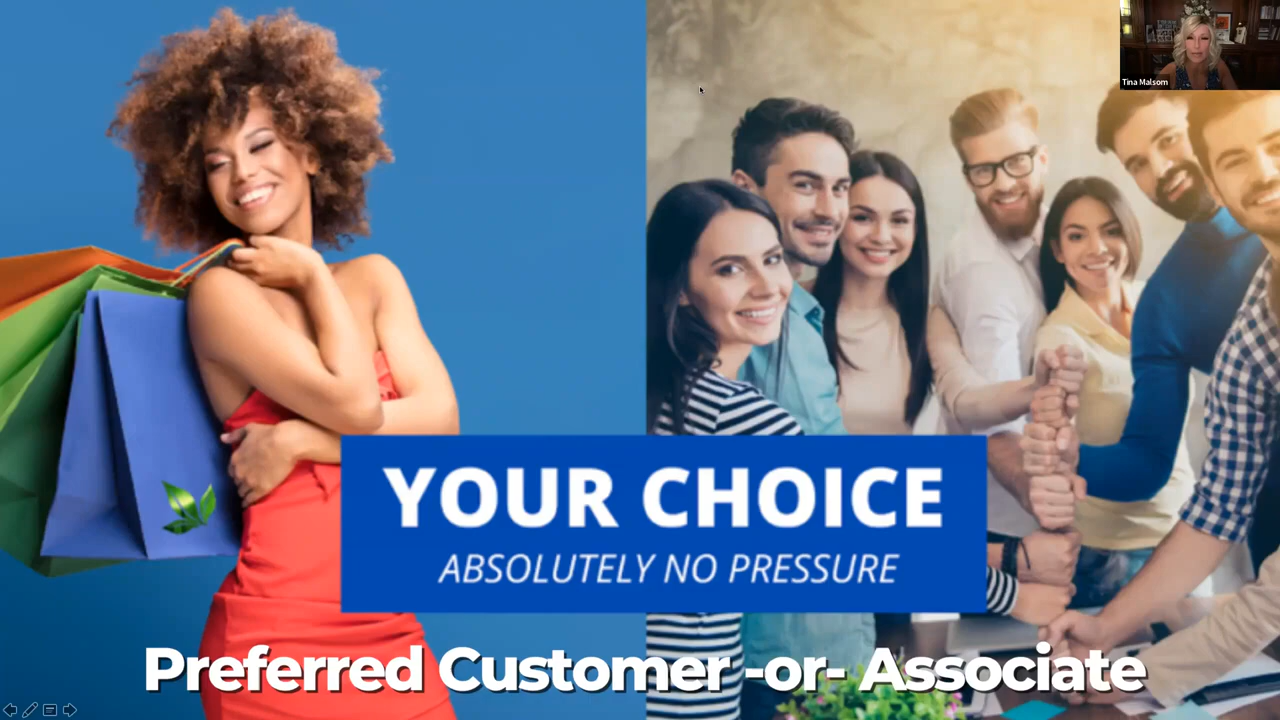 Tina Malsom
YOUR CHOICE
ABSOLUTELY NO PRESSURE
Preferred Customer -or- Associate